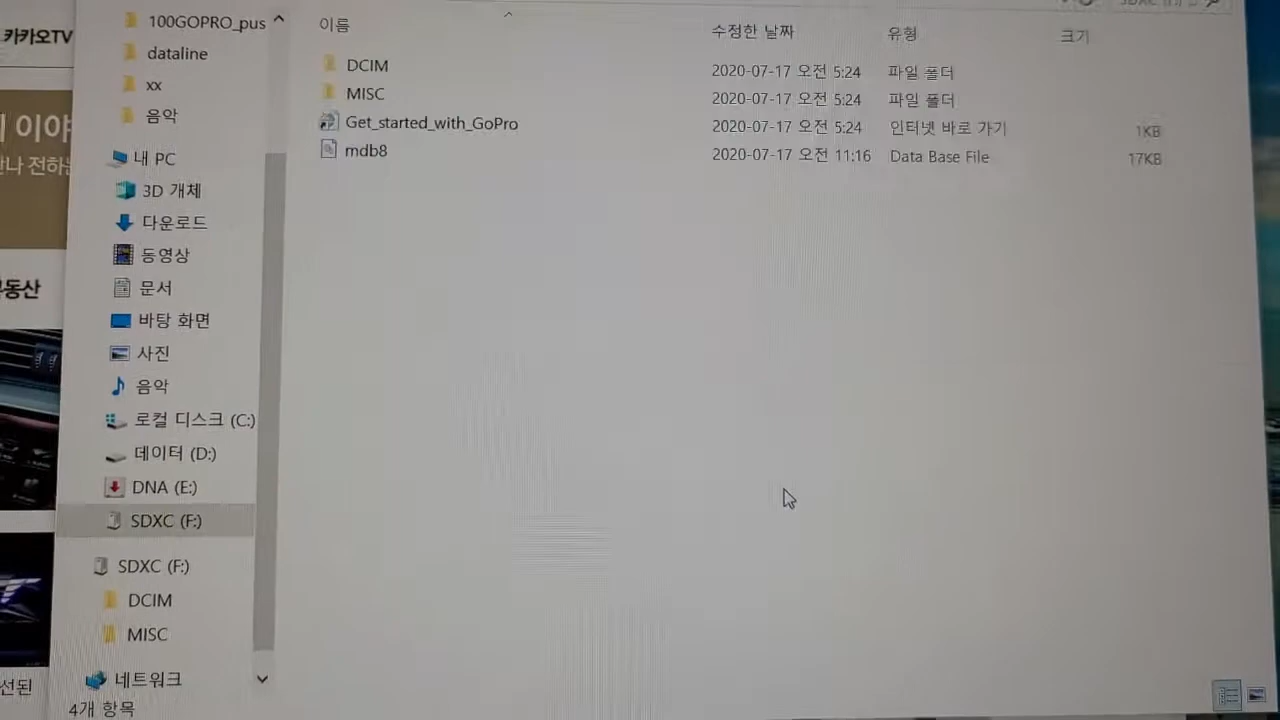 카카오TV
이야
전하는
동산
선된
100GOPRO_pus
dataline
xx
음악
내 PC
3D 개체
다운로드
동영상
문서
바탕 화면
사진
음악
로컬 디스크 (C:)
데이터 (D:)
DNA (E:)
SDXC (F:)
SDXC (F:)
DCIM
MISC
네트워크
4개 항목
이름 수정한 날짜 유형 크기
DCIM 2020-07-17 오전 5:24 파일 폴더
MISC 2020-07-17 오전 5:24 파일 폴더
Get_started_with_GoPro 2020-07-17 오전 5:24 인터넷 바로 가기 1KB
mdb8 2020-07-17 오전 11:16 Data Base File 17KB